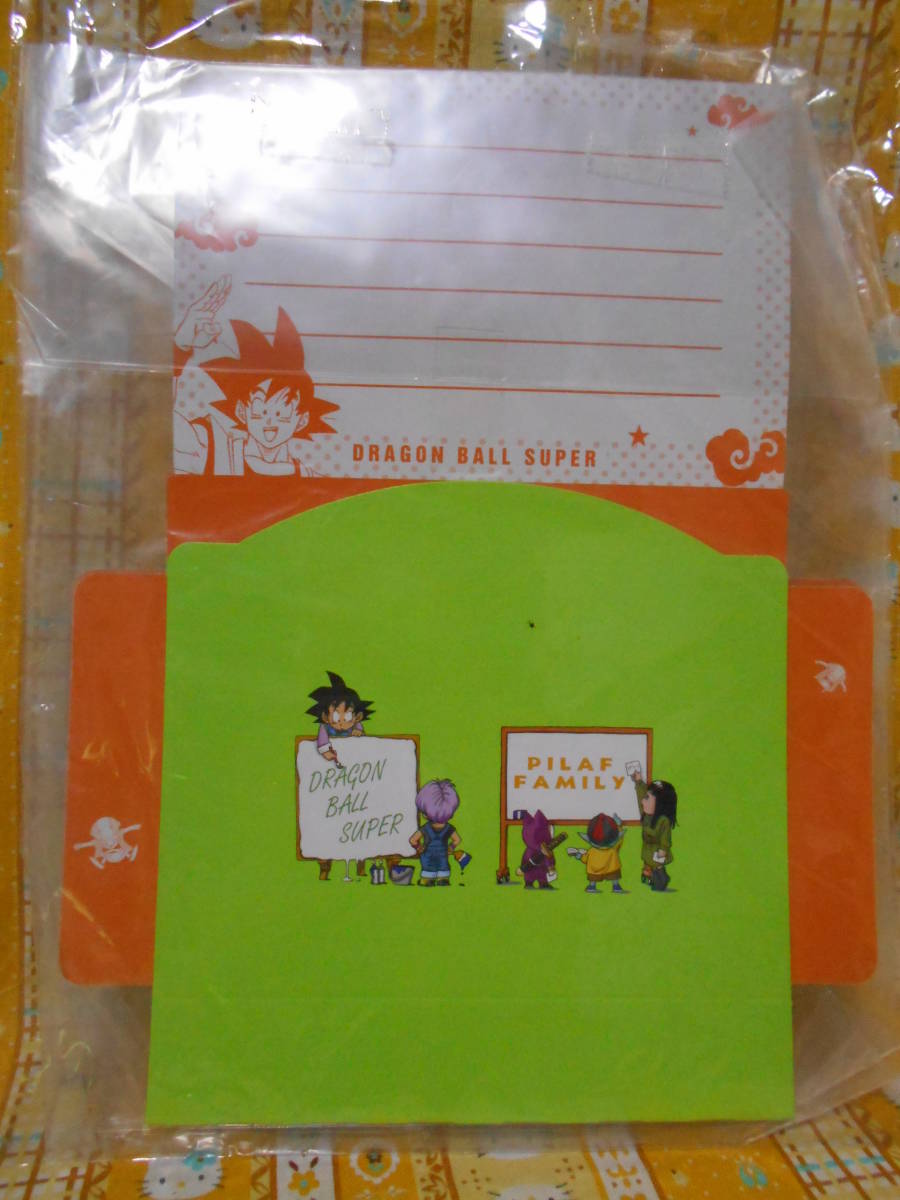 DRAGON BALL SUPER
DRAGON
BALL
SUPER
PILAF
FAMILY